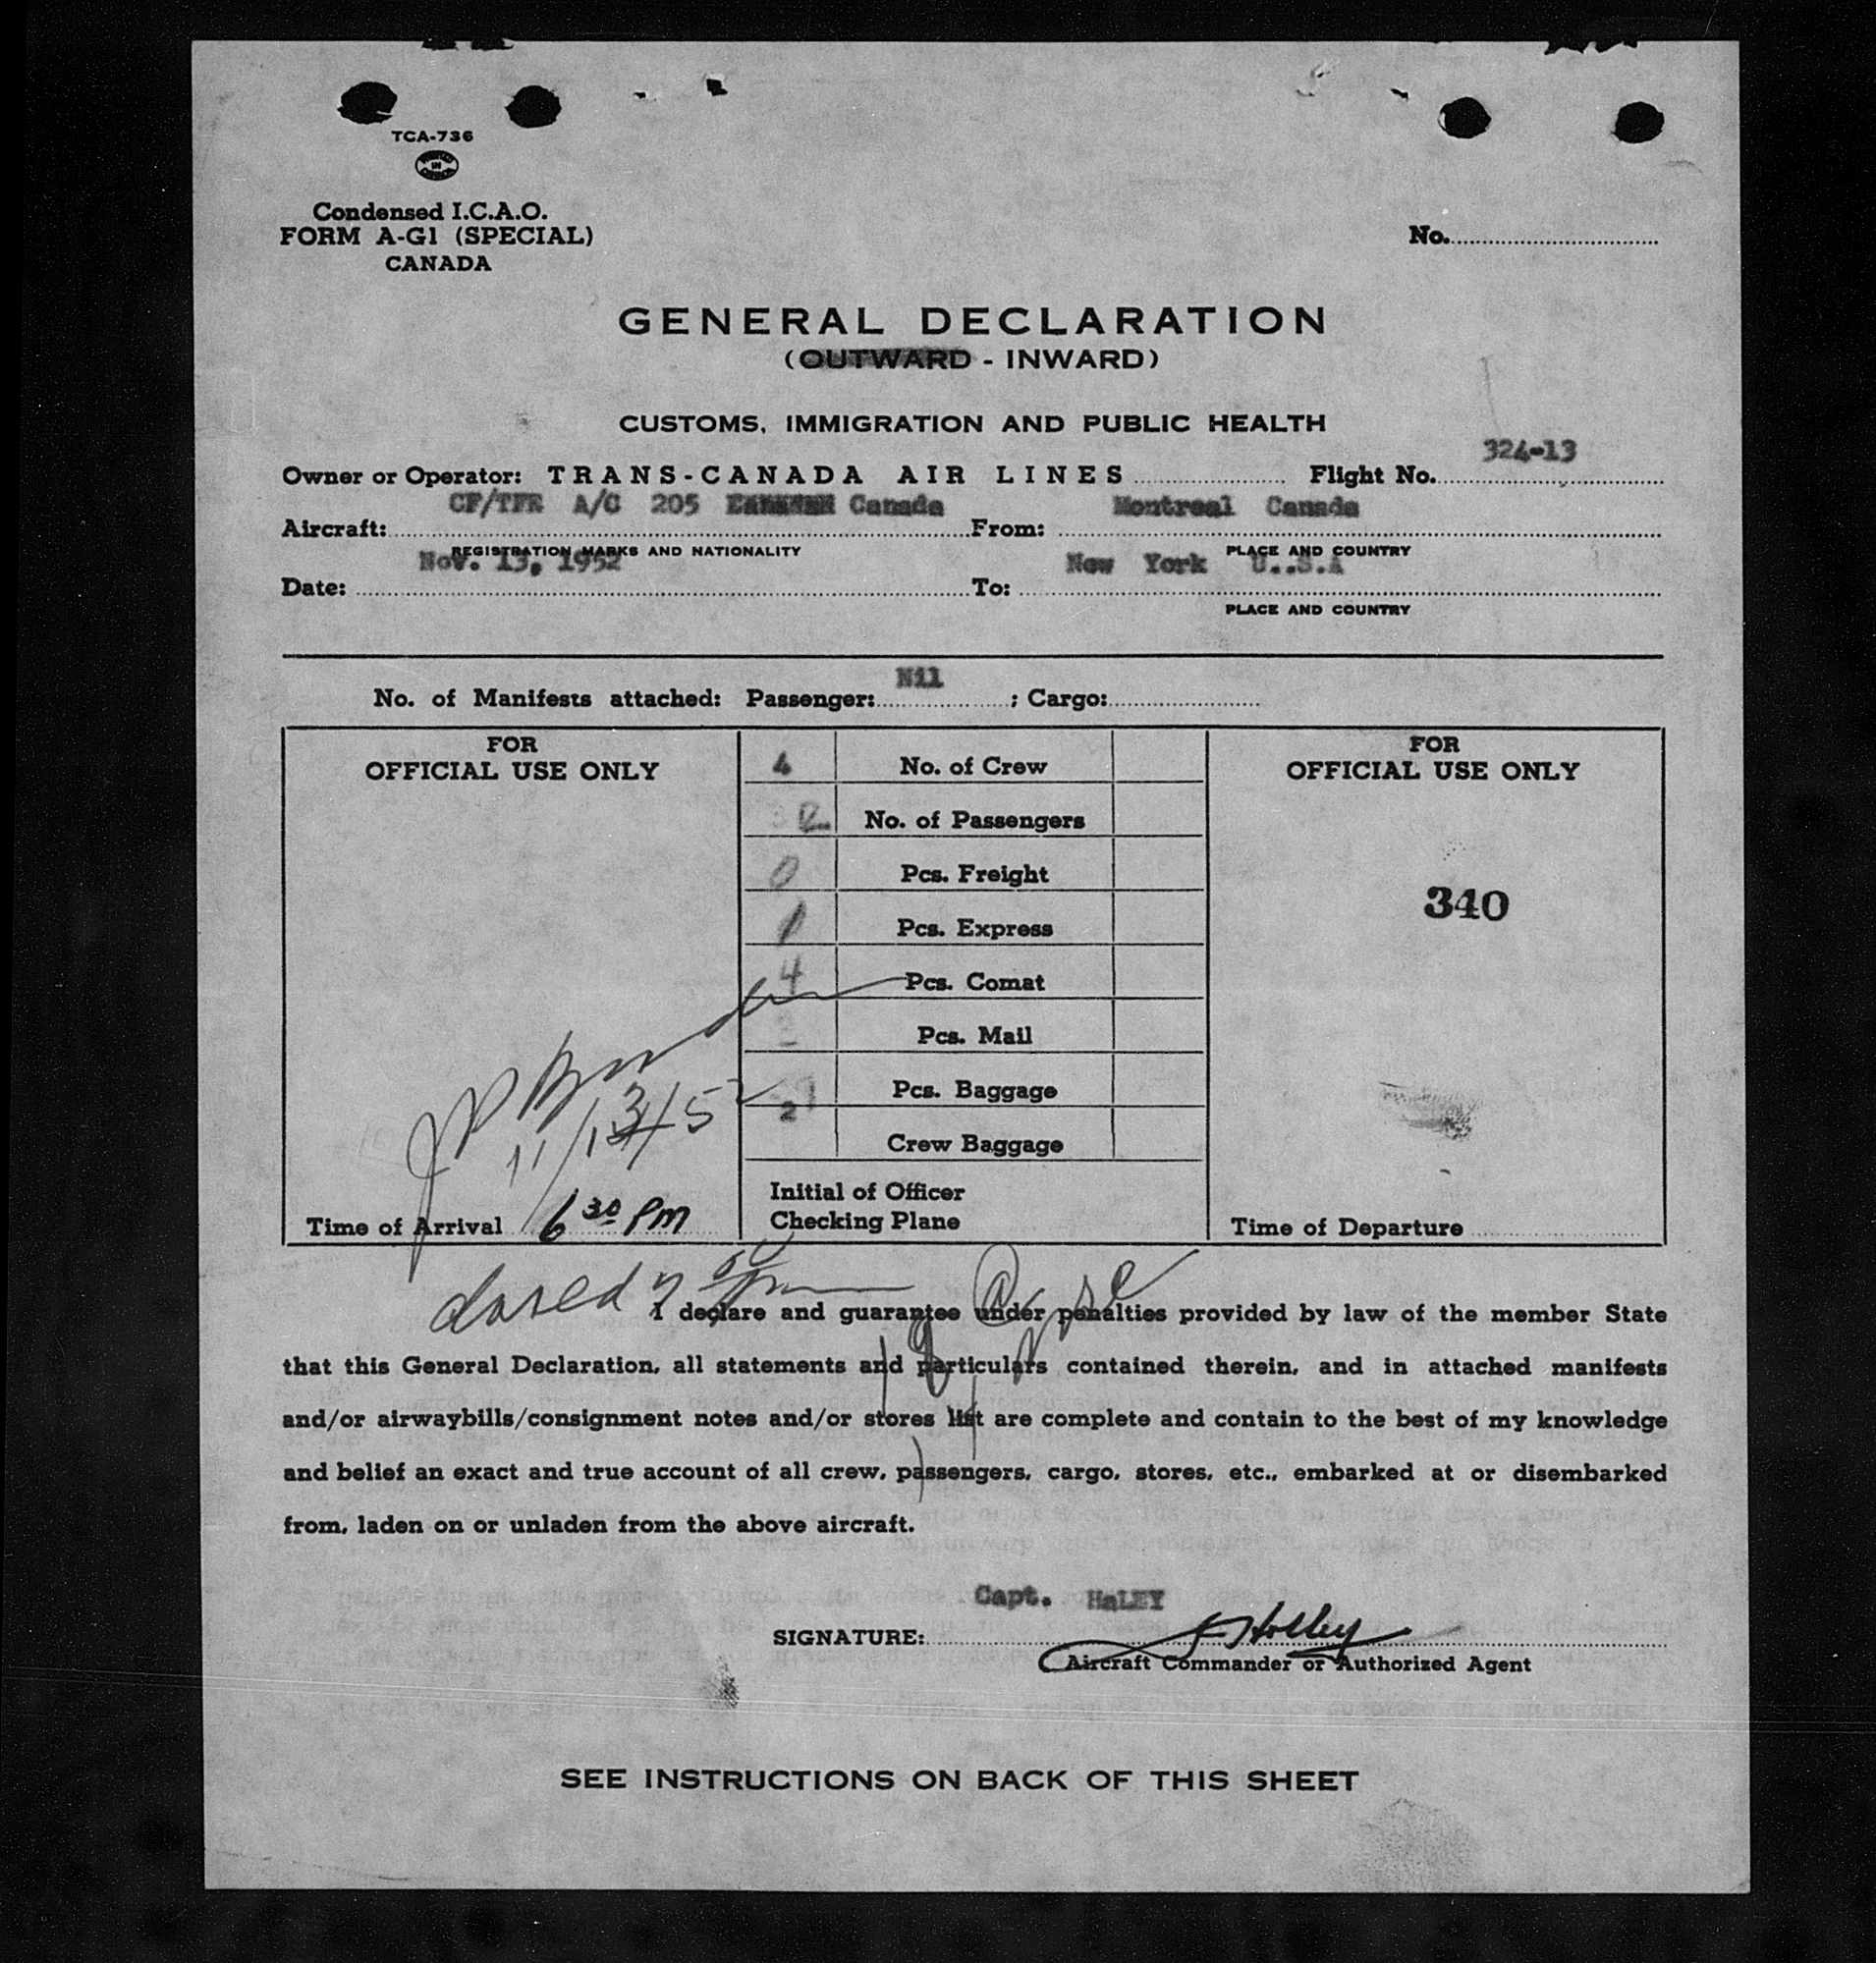 TCA-736
PRINTED IN CANADA
Condensed I.C.A.O.
FORM A-G1 (SPECIAL)
CANADA
No.
GENERAL DECLARATION
(OUTWARD - INWARD)
CUSTOMS, IMMIGRATION AND PUBLIC HEALTH
324-13
Owner or Operator: TRANS-CANADA AIR LINES Flight No.
CF/TFR A/C 205 Canada Montreal Canada
Aircraft: From:
REGISTRATION MARKS AND NATIONALITY PLACE AND COUNTRY
Nov. 13, 1952 New York U..S.A
Date: To:
PLACE AND COUNTRY
Nil
No. of Manifests attached: Passenger: ; Cargo:
FOR
OFFICIAL USE ONLY
4 No. of Crew
No. of Passengers
0 Pcs. Freight
1 Pcs. Express
4 Pcs. Comat
Pcs. Mail
Pcs. Baggage
2
Crew Baggage
Initial of Officer
Checking Plane
11/13/52
Time of Arrival 6 30 PM
FOR
OFFICIAL USE ONLY
340
Time of Departure
closed 7
I declare and guarantee under penalties provided by law of the member State
that this General Declaration, all statements and particulars contained therein, and in attached manifests
and/or airwaybills/consignment notes and/or stores list are complete and contain to the best of my knowledge
and belief an exact and true account of all crew, passengers, cargo, stores, etc., embarked at or disembarked
from, laden on or unladen from the above aircraft.
Capt. HaLEY
SIGNATURE:
Aircraft Commander or Authorized Agent
SEE INSTRUCTIONS ON BACK OF THIS SHEET